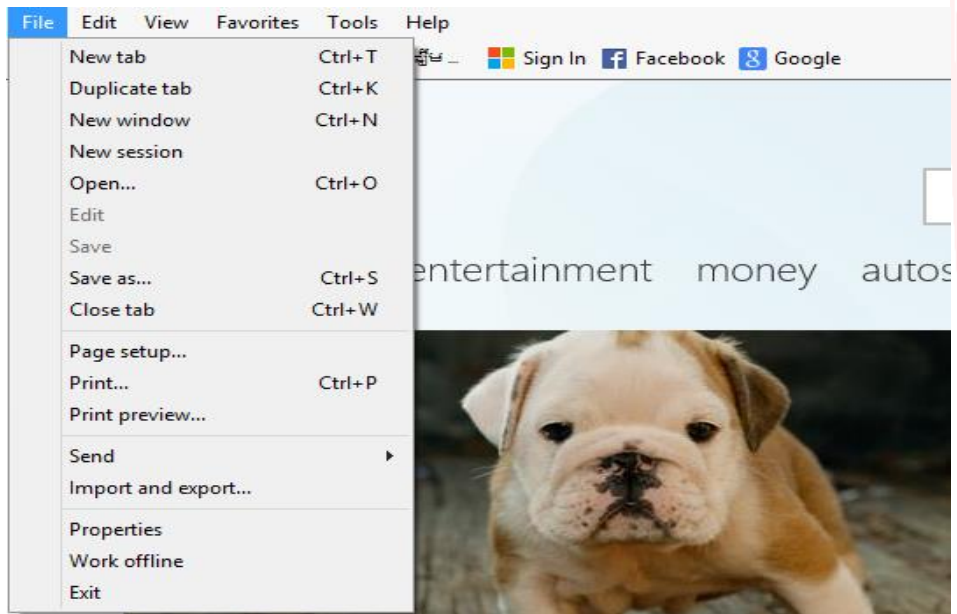 File Edit View Favorites Tools Help
Sign In Facebook Google
New tab Ctrl+T
Duplicate tab Ctrl+K
New window Ctrl+N
New session
Open... Ctrl+O
Edit
Save
Save as... Ctrl+S
Close tab Ctrl+W
Page setup...
Print... Ctrl+P
Print preview...
Send
Import and export...
Properties
Work offline
Exit
entertainment money autos